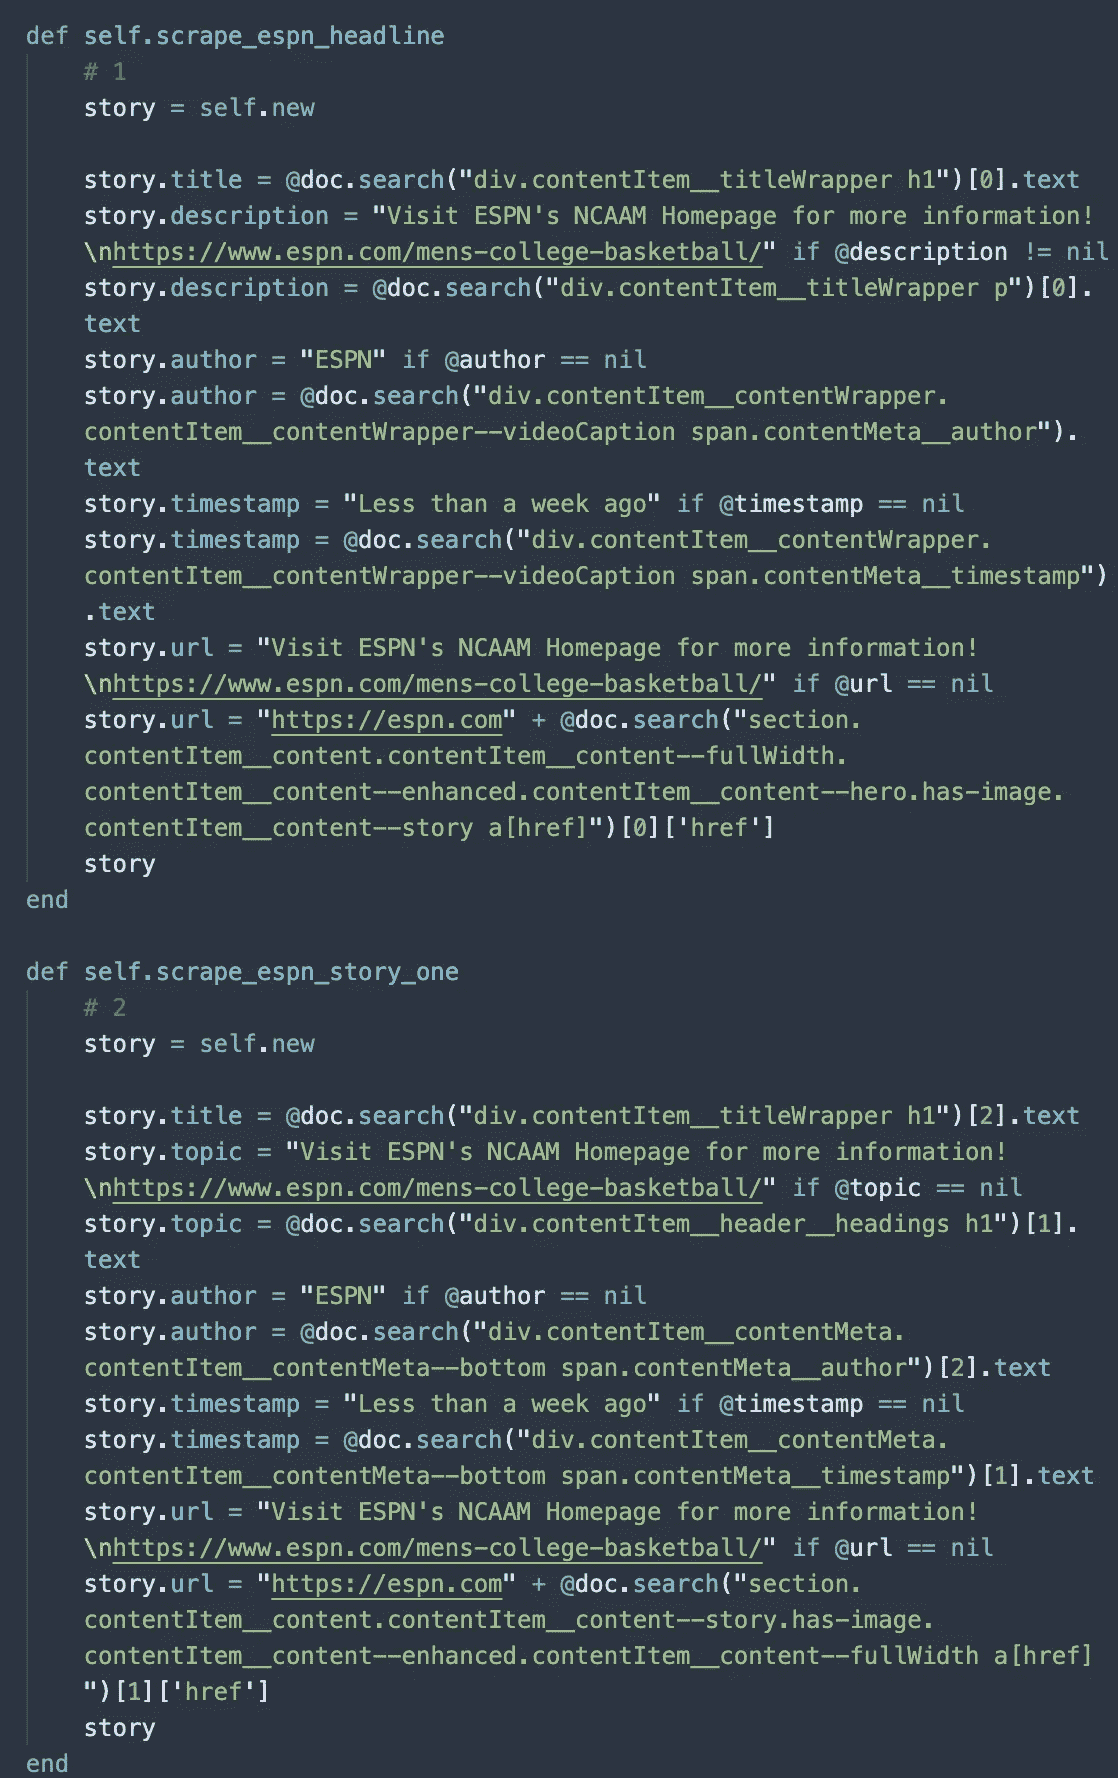 def self.scrape_espn_headline
# 1
story = self.new
story.title = @doc.search("div.contentItem__titleWrapper h1")[0].text
story.description = "Visit ESPN's NCAAM Homepage for more information!
\nhttps://www.espn.com/mens-college-basketball/" if @description != nil
story.description = @doc.search("div.contentItem__titleWrapper p")[0].
text
story.author = "ESPN" if @author == nil
story.author = @doc.search("div.contentItem__contentWrapper.
contentItem__contentWrapper--videoCaption span.contentMeta__author").
text
story.timestamp = "Less than a week ago" if @timestamp == nil
story.timestamp = @doc.search("div.contentItem__contentWrapper.
contentItem__contentWrapper--videoCaption span.contentMeta__timestamp")
.text
story.url = "Visit ESPN's NCAAM Homepage for more information!
\nhttps://www.espn.com/mens-college-basketball/" if @url == nil
story.url = "https://espn.com" + @doc.search("section.
contentItem__content.contentItem__content--fullWidth.
contentItem__content--enhanced.contentItem__content--hero.has-image.
contentItem__content--story a[href]")[0]['href']
story
end
def self.scrape_espn_story_one
# 2
story = self.new
story.title = @doc.search("div.contentItem__titleWrapper h1")[2].text
story.topic = "Visit ESPN's NCAAM Homepage for more information!
\nhttps://www.espn.com/mens-college-basketball/" if @topic == nil
story.topic = @doc.search("div.contentItem__header__headings h1")[1].
text
story.author = "ESPN" if @author == nil
story.author = @doc.search("div.contentItem__contentMeta.
contentItem__contentMeta--bottom span.contentMeta__author")[2].text
story.timestamp = "Less than a week ago" if @timestamp == nil
story.timestamp = @doc.search("div.contentItem__contentMeta.
contentItem__contentMeta--bottom span.contentMeta__timestamp")[1].text
story.url = "Visit ESPN's NCAAM Homepage for more information!
\nhttps://www.espn.com/mens-college-basketball/" if @url == nil
story.url = "https://espn.com" + @doc.search("section.
contentItem__content.contentItem__content--story.has-image.
contentItem__content--enhanced.contentItem__content--fullWidth a[href]
")[1]['href']
story
end